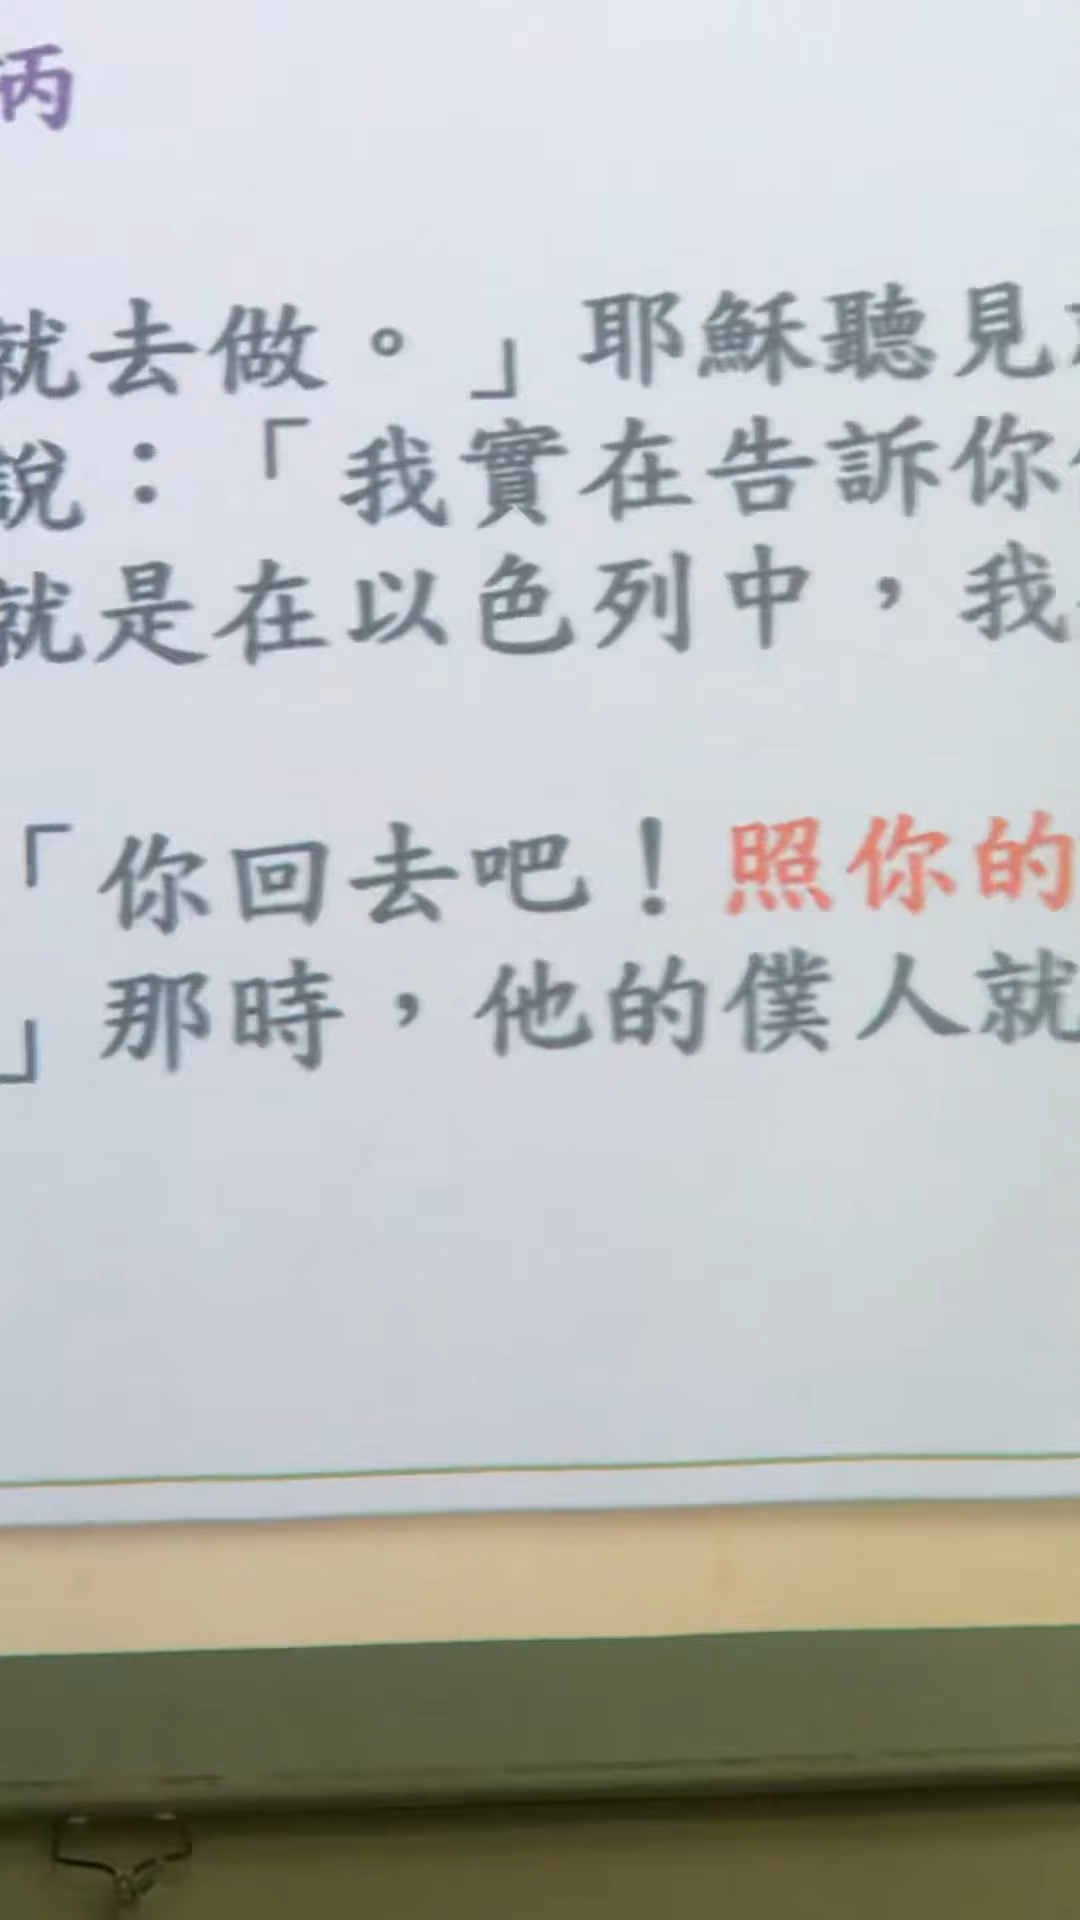 就去做。」耶穌聽見
說：「我實在告訴你
就是在以色列中，我
「你回去吧！照你的
」那時，他的僕人就